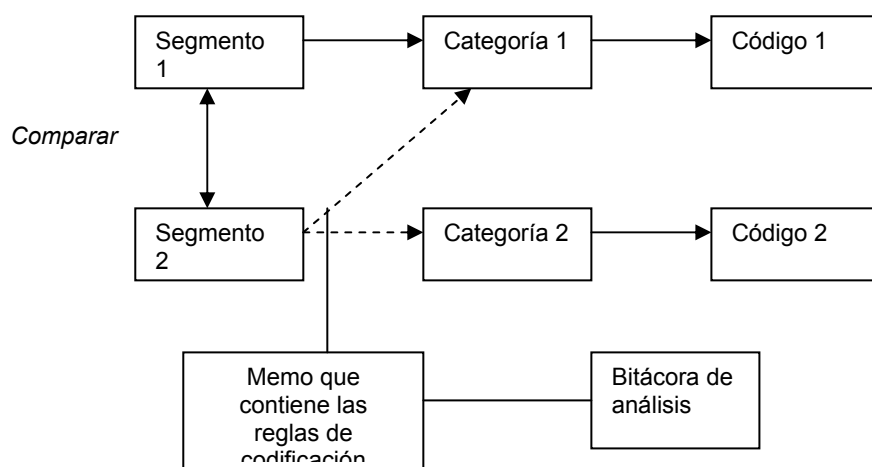 Segmento
1
Categoría 1
Código 1
Comparar
Segmento
2
Categoría 2
Código 2
Memo que
contiene las
reglas de
codificación
Bitácora de
análisis